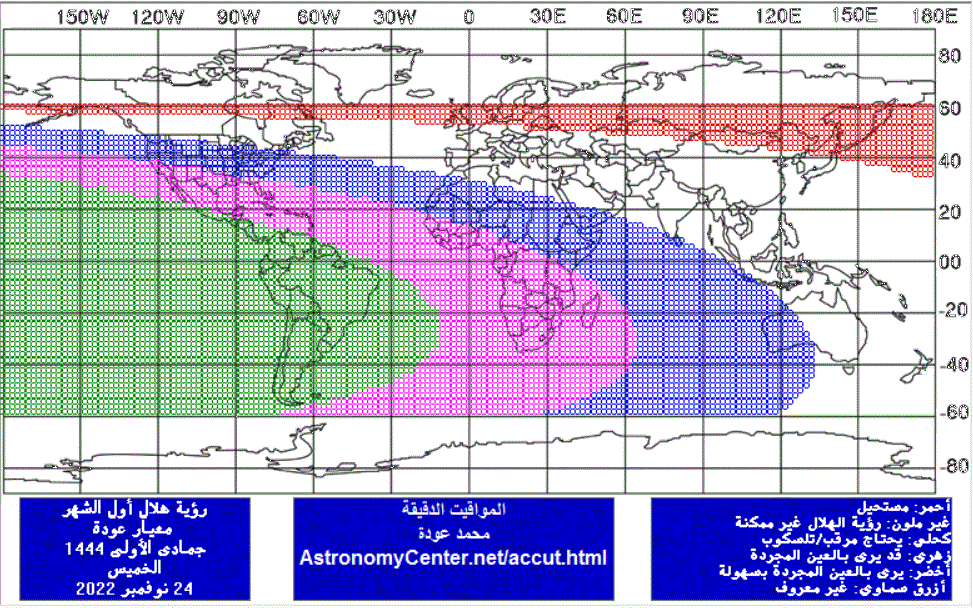 150W 120W 90W 60W 30W 0 30E 60E 90E 120E 150E 180E
80
60
40
20
00
-20
-40
-60
-80
رؤية هلال أول الشهر
معيار عودة
جمادى الأولى 1444
الخميس
24 نوفمبر 2022
المواقيت الدقيقة
محمد عودة
AstronomyCenter.net/accut.html
أحمر: مستحيل
غير ملون: رؤية الهلال غير ممكنة
كحلي: يحتاج مرقب/تلسكوب
زهري: قد يرى بالعين المجردة
أخضر: يرى بالعين المجردة بسهولة
أزرق سماوي: غير معروف